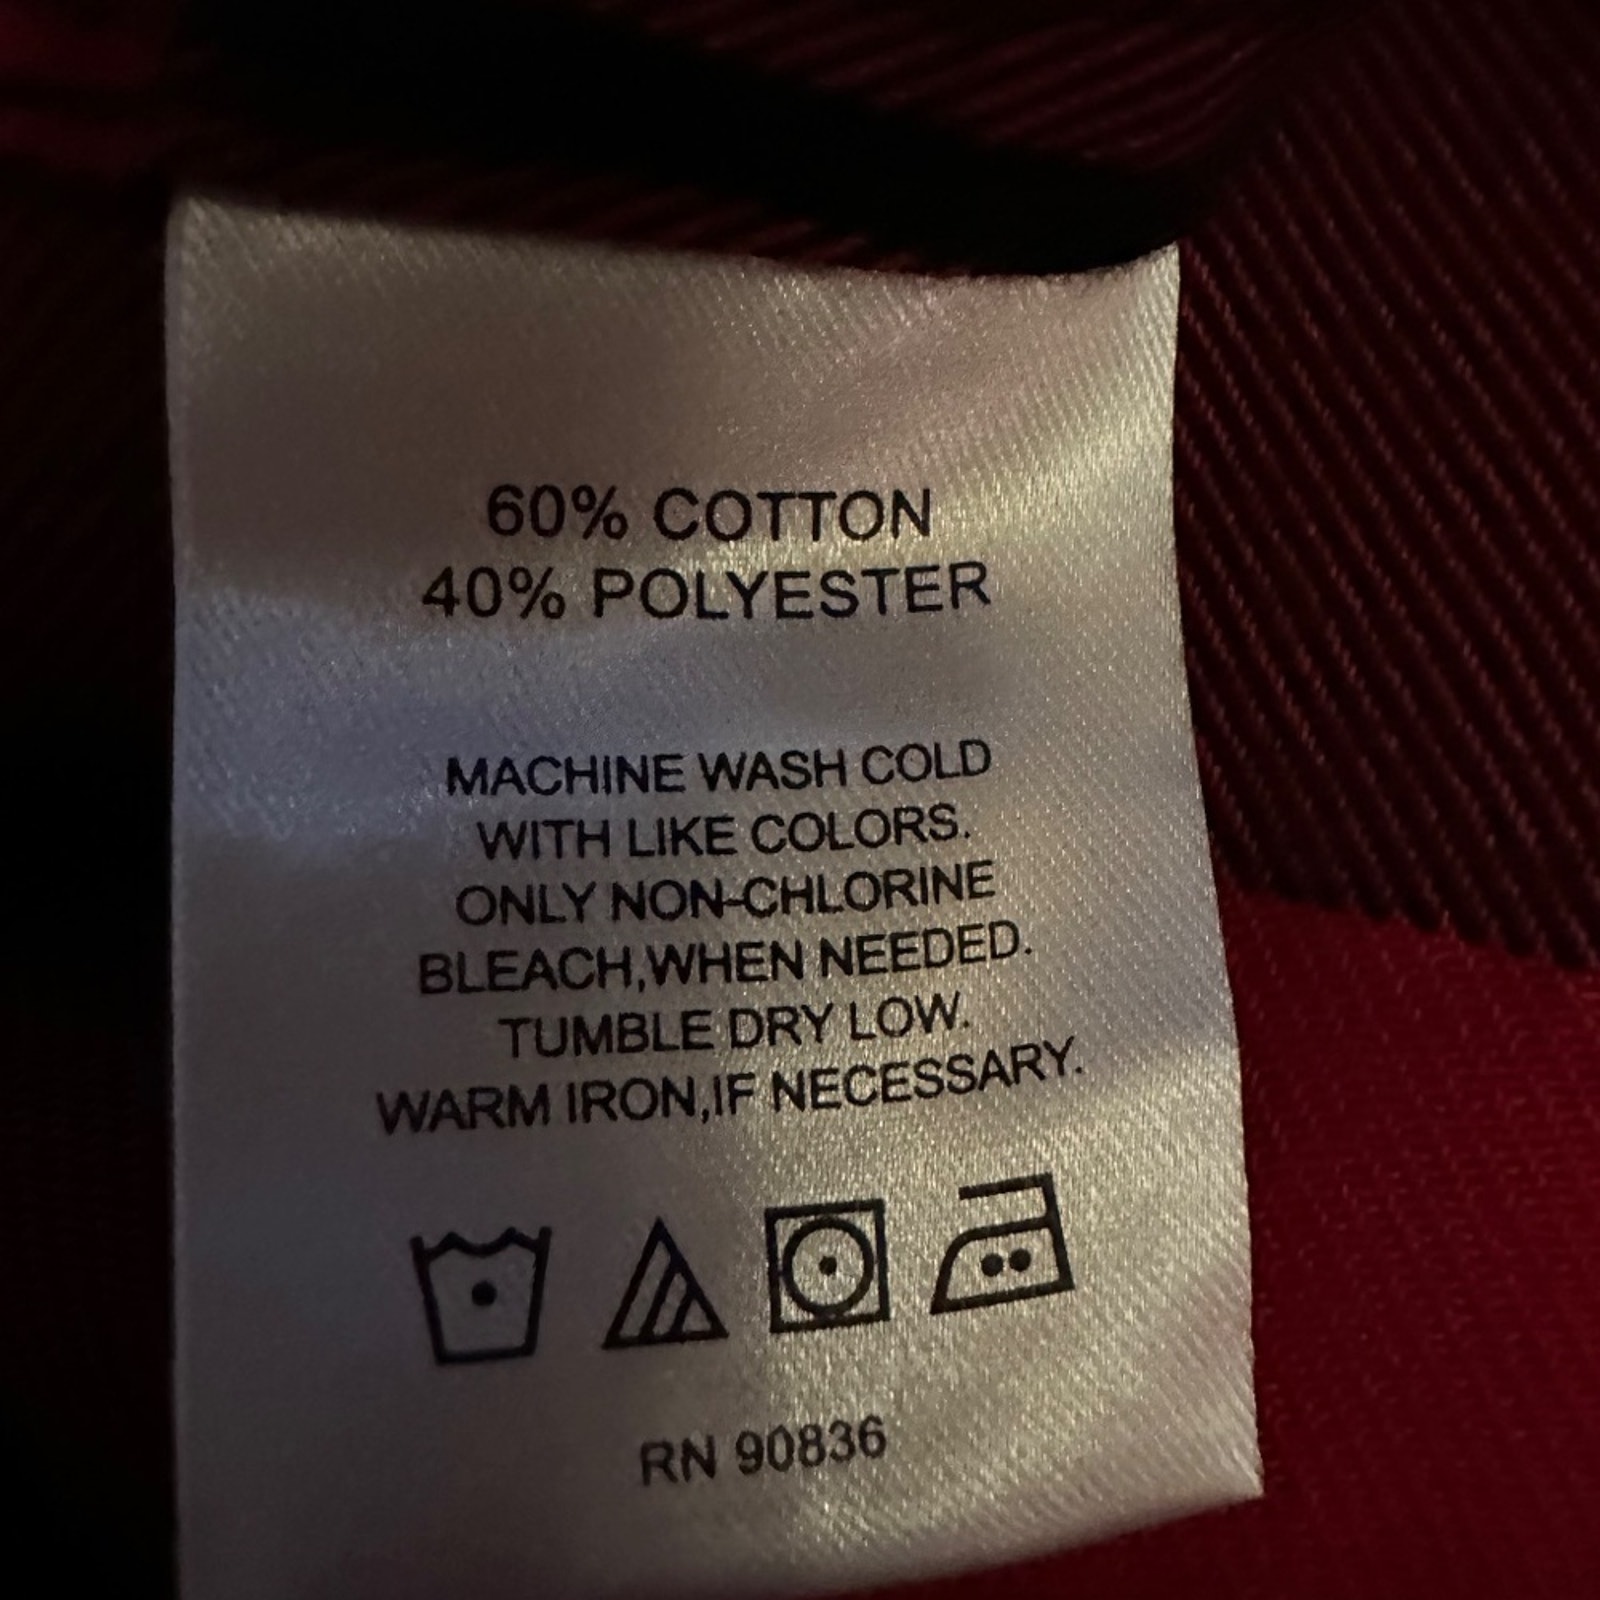 60% COTTON
40% POLYESTER
MACHINE WASH COLD
WITH LIKE COLORS.
ONLY NON-CHLORINE
BLEACH,WHEN NEEDED.
TUMBLE DRY LOW.
WARM IRON,IF NECESSARY.
RN 90836